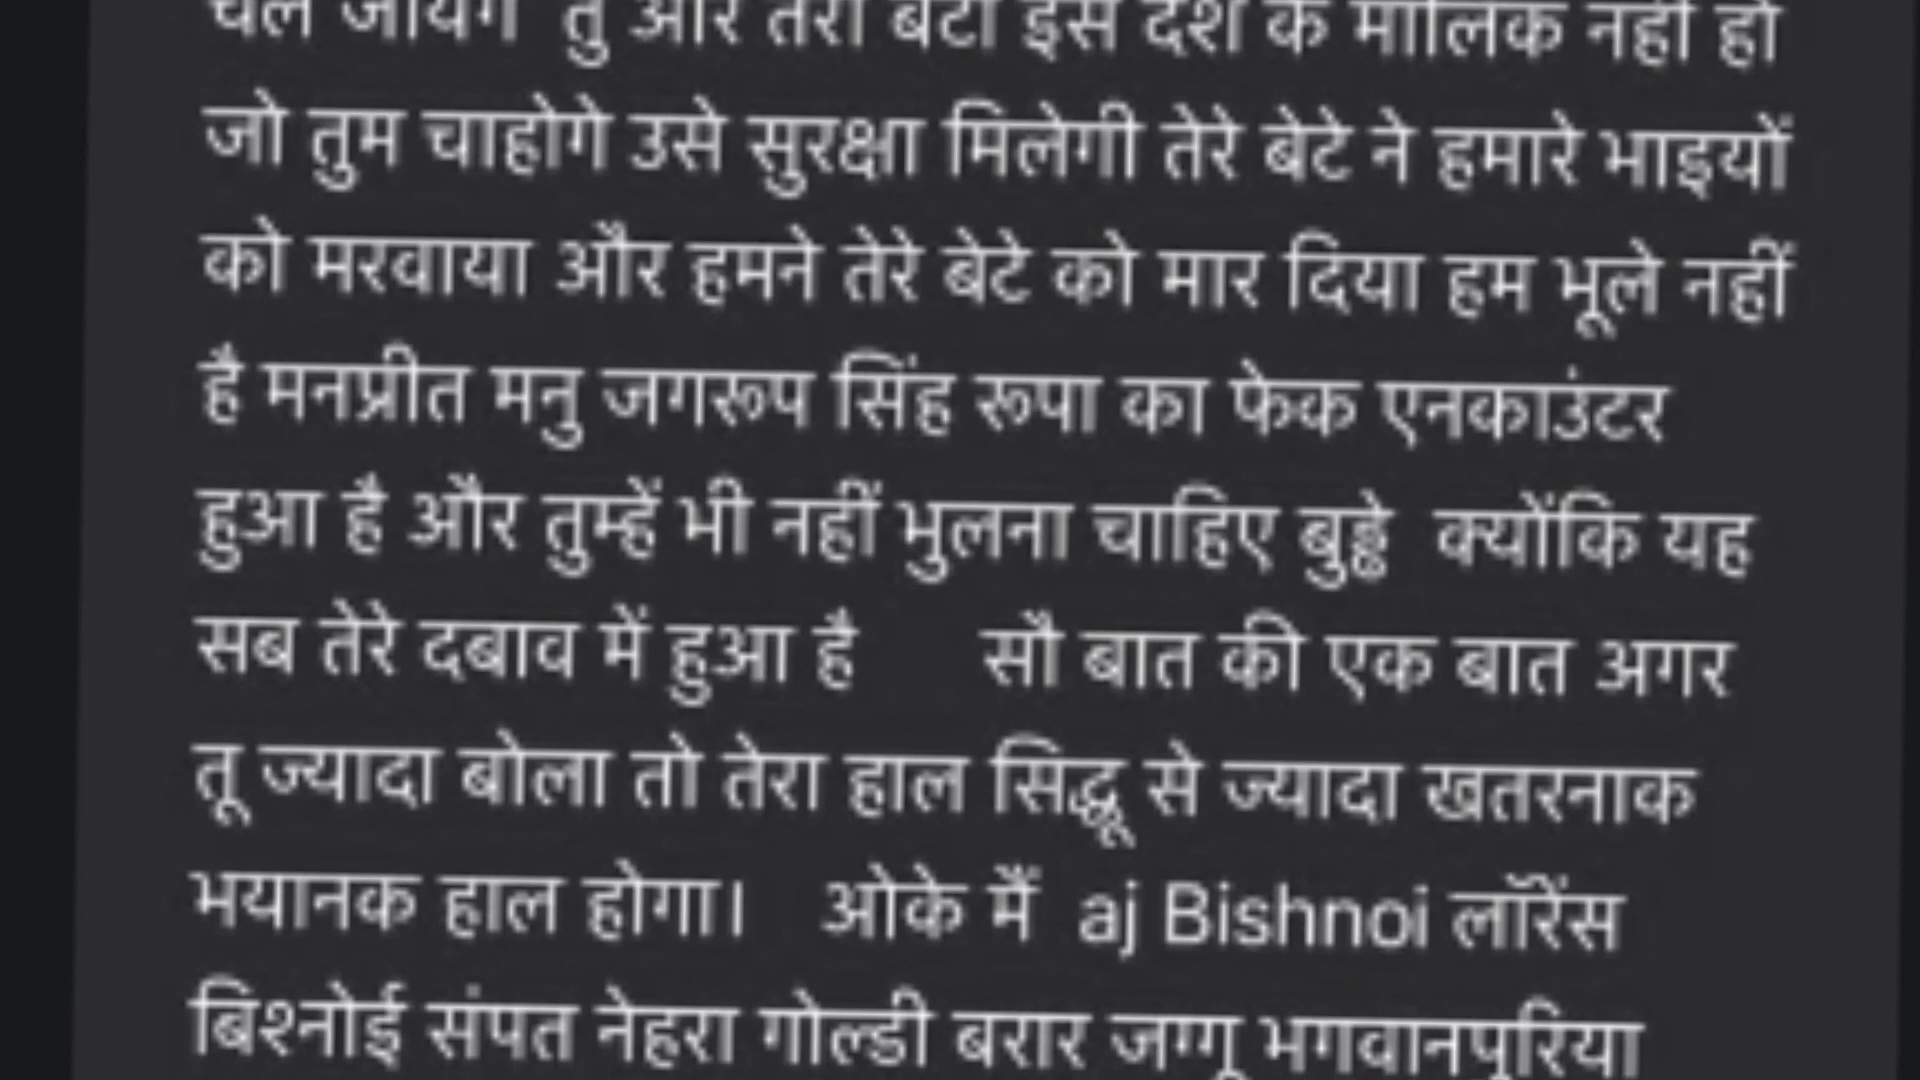 चले जायेंगे तु और तेरा बेटा इस देश के मालिक नहीं हो
जो तुम चाहोगे उसे सुरक्षा मिलेगी तेरे बेटे ने हमारे भाइयों
को मरवाया और हमने तेरे बेटे को मार दिया हम भूले नहीं
है मनप्रीत मनु जगरूप सिंह रूपा का फेक एनकाउंटर
हुआ है और तुम्हें भी नहीं भुलना चाहिए बुड्ढे क्योंकि यह
सब तेरे दबाव में हुआ है सौ बात की एक बात अगर
तू ज्यादा बोला तो तेरा हाल सिद्धू से ज्यादा खतरनाक
भयानक हाल होगा। ओके मैं aj Bishnoi लॉरेंस
बिश्नोई संपत नेहरा गोल्डी बरार जग्गू भगवानपुरिया